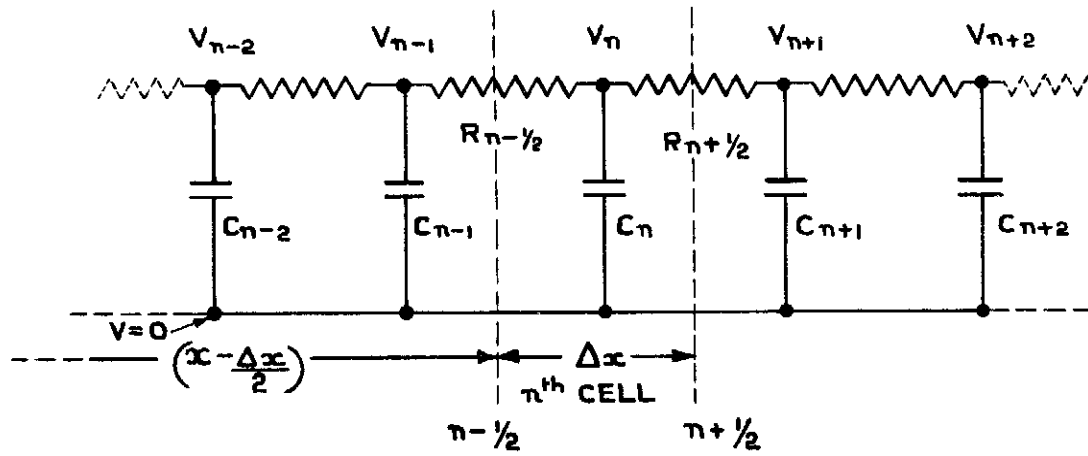 Vn-2 Vn-1 Vn Vn+1 Vn+2
Rn-½ Rn+½
Cn-2 Cn-1 Cn Cn+1 Cn+2
V=0
(x-Δx/2) Δx
nth CELL
n-½ n+½